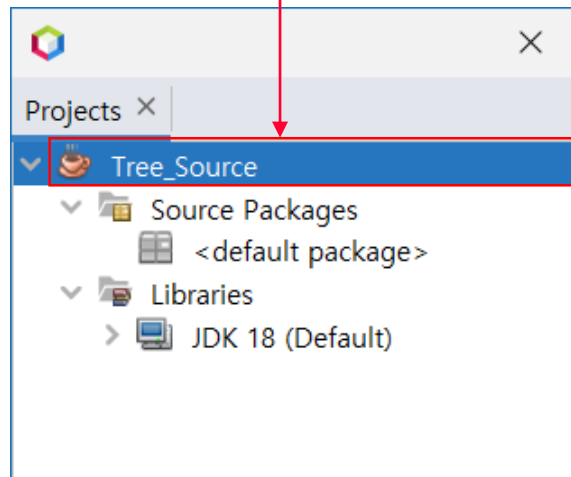 Projects
Tree_Source
Source Packages
<default package>
Libraries
JDK 18 (Default)